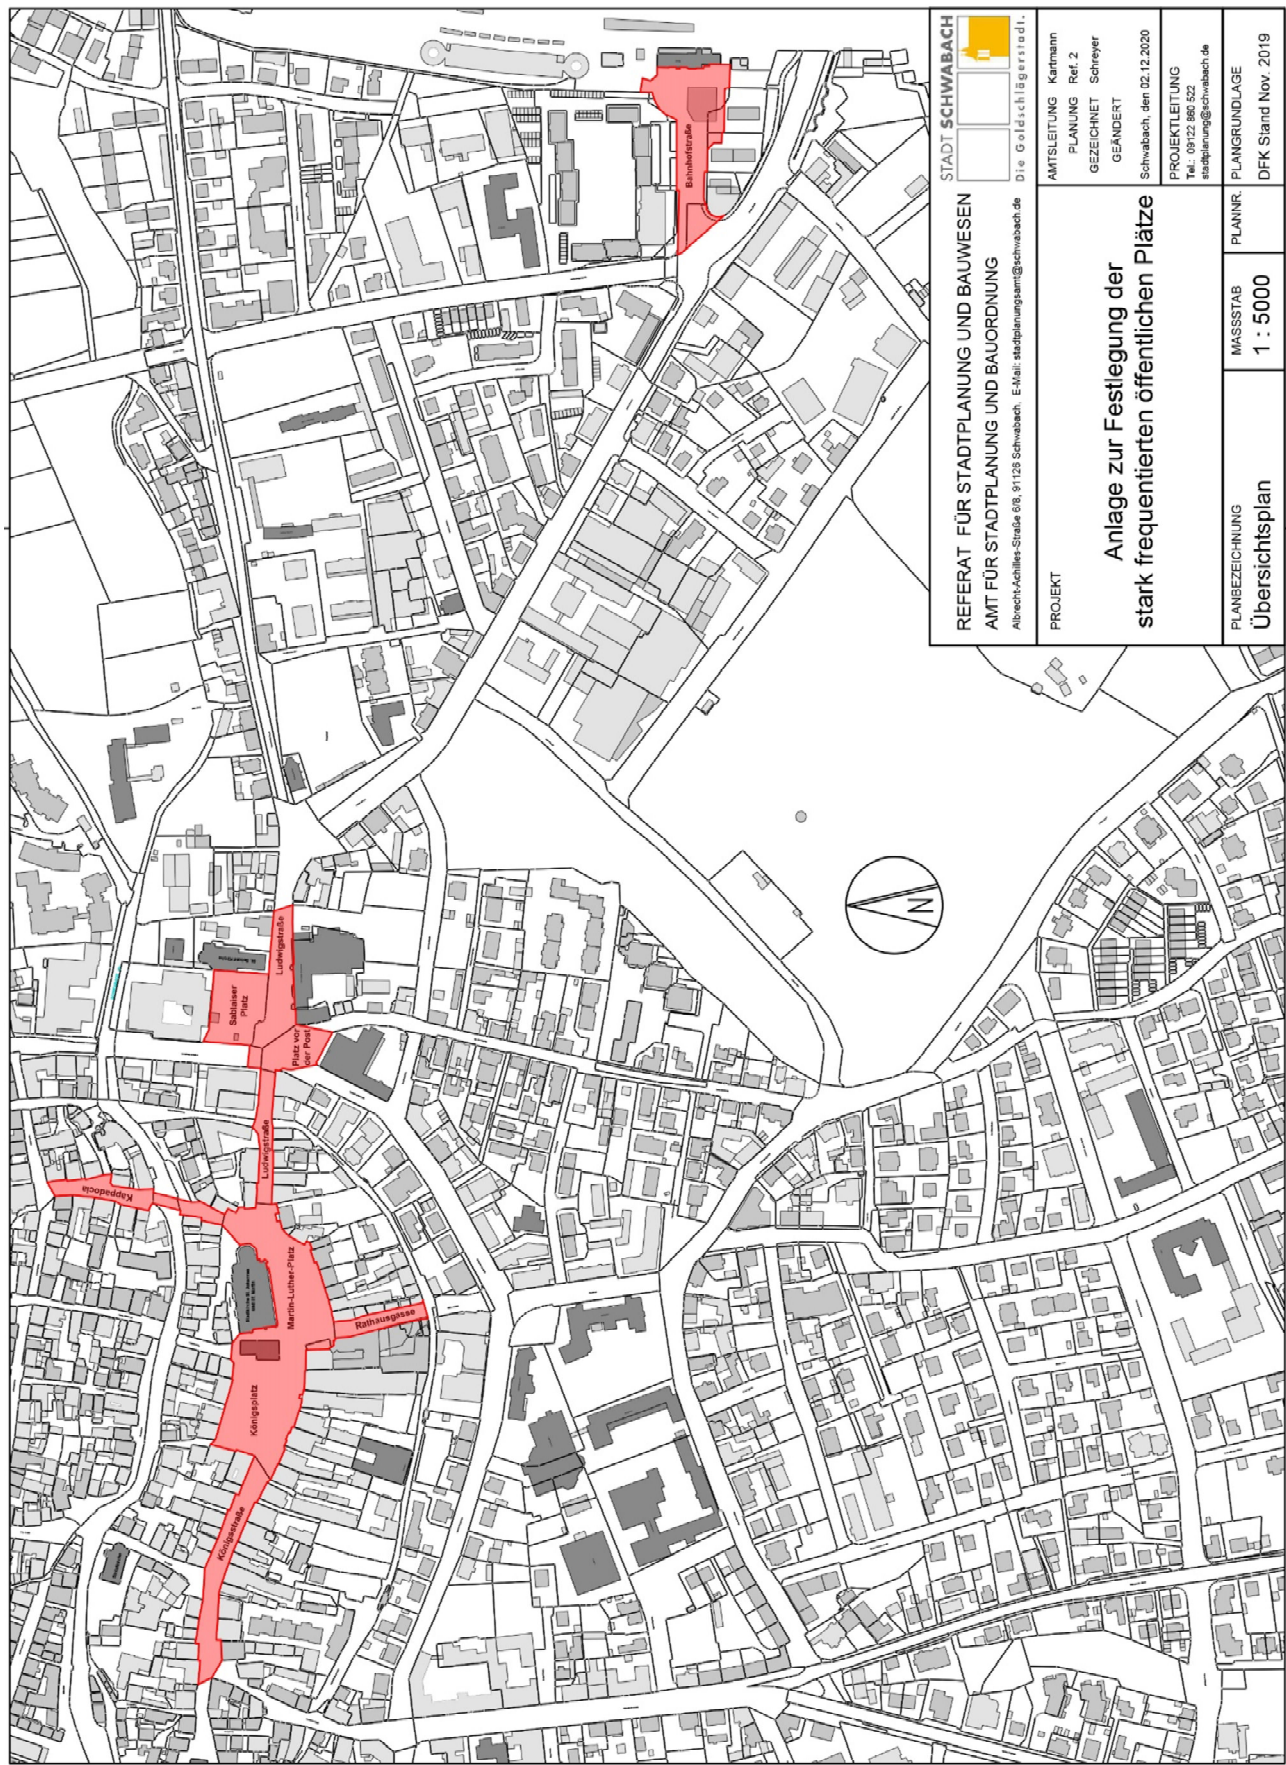 Bahnhofstraße
Ludwigstraße
Sablaiser
Platz
Platz vor
der Post
Ludwigstraße
Kappadocia
Martin-Luther-Platz
Rathausgasse
Königsplatz
Königsstraße
N
STADT SCHWABACH
Die Goldschlägerstadt.
REFERAT FÜR STADTPLANUNG UND BAUWESEN
AMT FÜR STADTPLANUNG UND BAUORDNUNG
Albrecht-Achilles-Straße 6/8, 91126 Schwabach, E-Mail: stadtplanungsamt@schwabach.de
PROJEKT
Anlage zur Festlegung der
stark frequentierten öffentlichen Plätze
AMTSLEITUNG Kartmann
PLANUNG Ref. 2
GEZEICHNET Schreyer
GEÄNDERT
Schwabach, den 02.12.2020
PROJEKTLEITUNG
Tel.: 09122 860 522
stadtplanung@schwabach.de
PLANBEZEICHNUNG
Übersichtsplan
MASSSTAB
1 : 5000
PLANNR.
PLANGRUNDLAGE
DFK Stand Nov. 2019